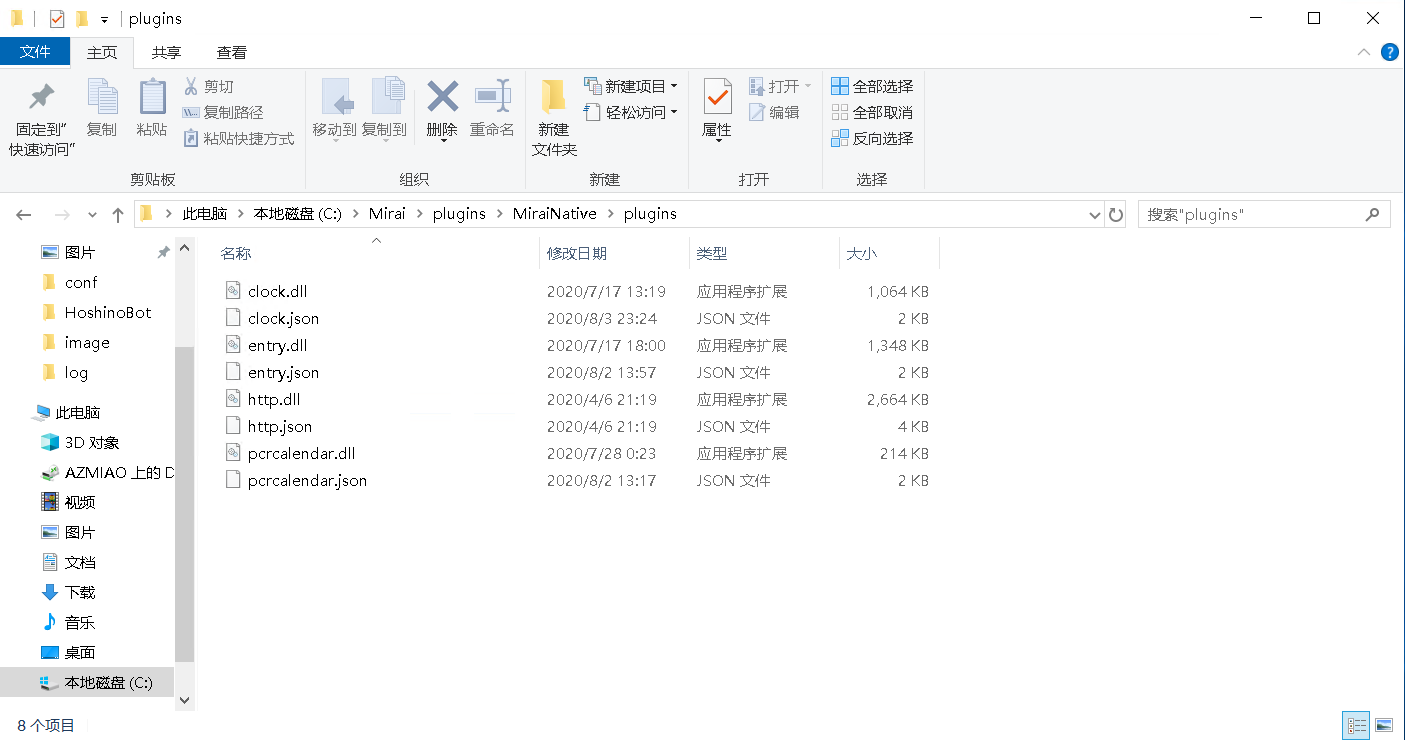 plugins
文件 主页 共享 查看
固定到"快速访问"
复制
粘贴
剪切
复制路径
粘贴快捷方式
剪贴板
移动到
复制到
删除
重命名
组织
新建文件夹
新建项目
轻松访问
新建
属性
打开
编辑
打开
全部选择
全部取消
反向选择
选择
此电脑 本地磁盘 (C:) Mirai plugins MiraiNative plugins
搜索"plugins"
图片
conf
HoshinoBot
image
log
此电脑
3D 对象
AZMIAO 上的 D
视频
图片
文档
下载
音乐
桌面
本地磁盘 (C:)
名称 修改日期 类型 大小
clock.dll 2020/7/17 13:19 应用程序扩展 1,064 KB
clock.json 2020/8/3 23:24 JSON 文件 2 KB
entry.dll 2020/7/17 18:00 应用程序扩展 1,348 KB
entry.json 2020/8/2 13:57 JSON 文件 2 KB
http.dll 2020/4/6 21:19 应用程序扩展 2,664 KB
http.json 2020/4/6 21:19 JSON 文件 4 KB
pcrcalendar.dll 2020/7/28 0:23 应用程序扩展 214 KB
pcrcalendar.json 2020/8/2 13:17 JSON 文件 2 KB
8 个项目